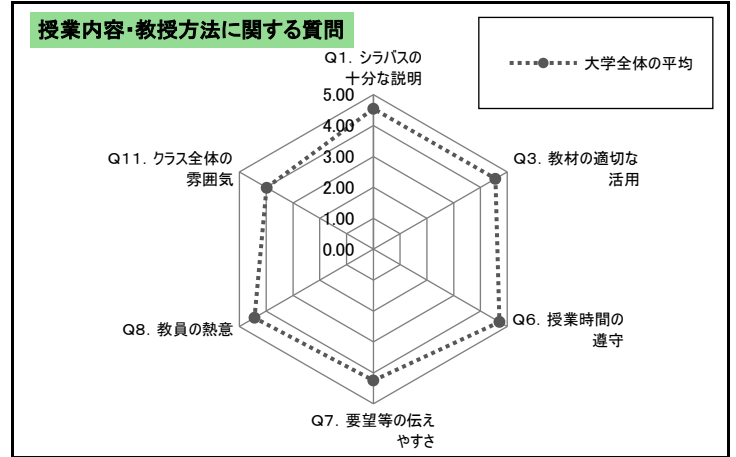 授業内容・教授方法に関する質問
大学全体の平均
Q1. シラバスの
十分な説明
5.00
4.00
3.00
2.00
1.00
0.00
Q3. 教材の適切な
活用
Q6. 授業時間の
遵守
Q7. 要望等の伝え
やすさ
Q8. 教員の熱意
Q11. クラス全体の
雰囲気